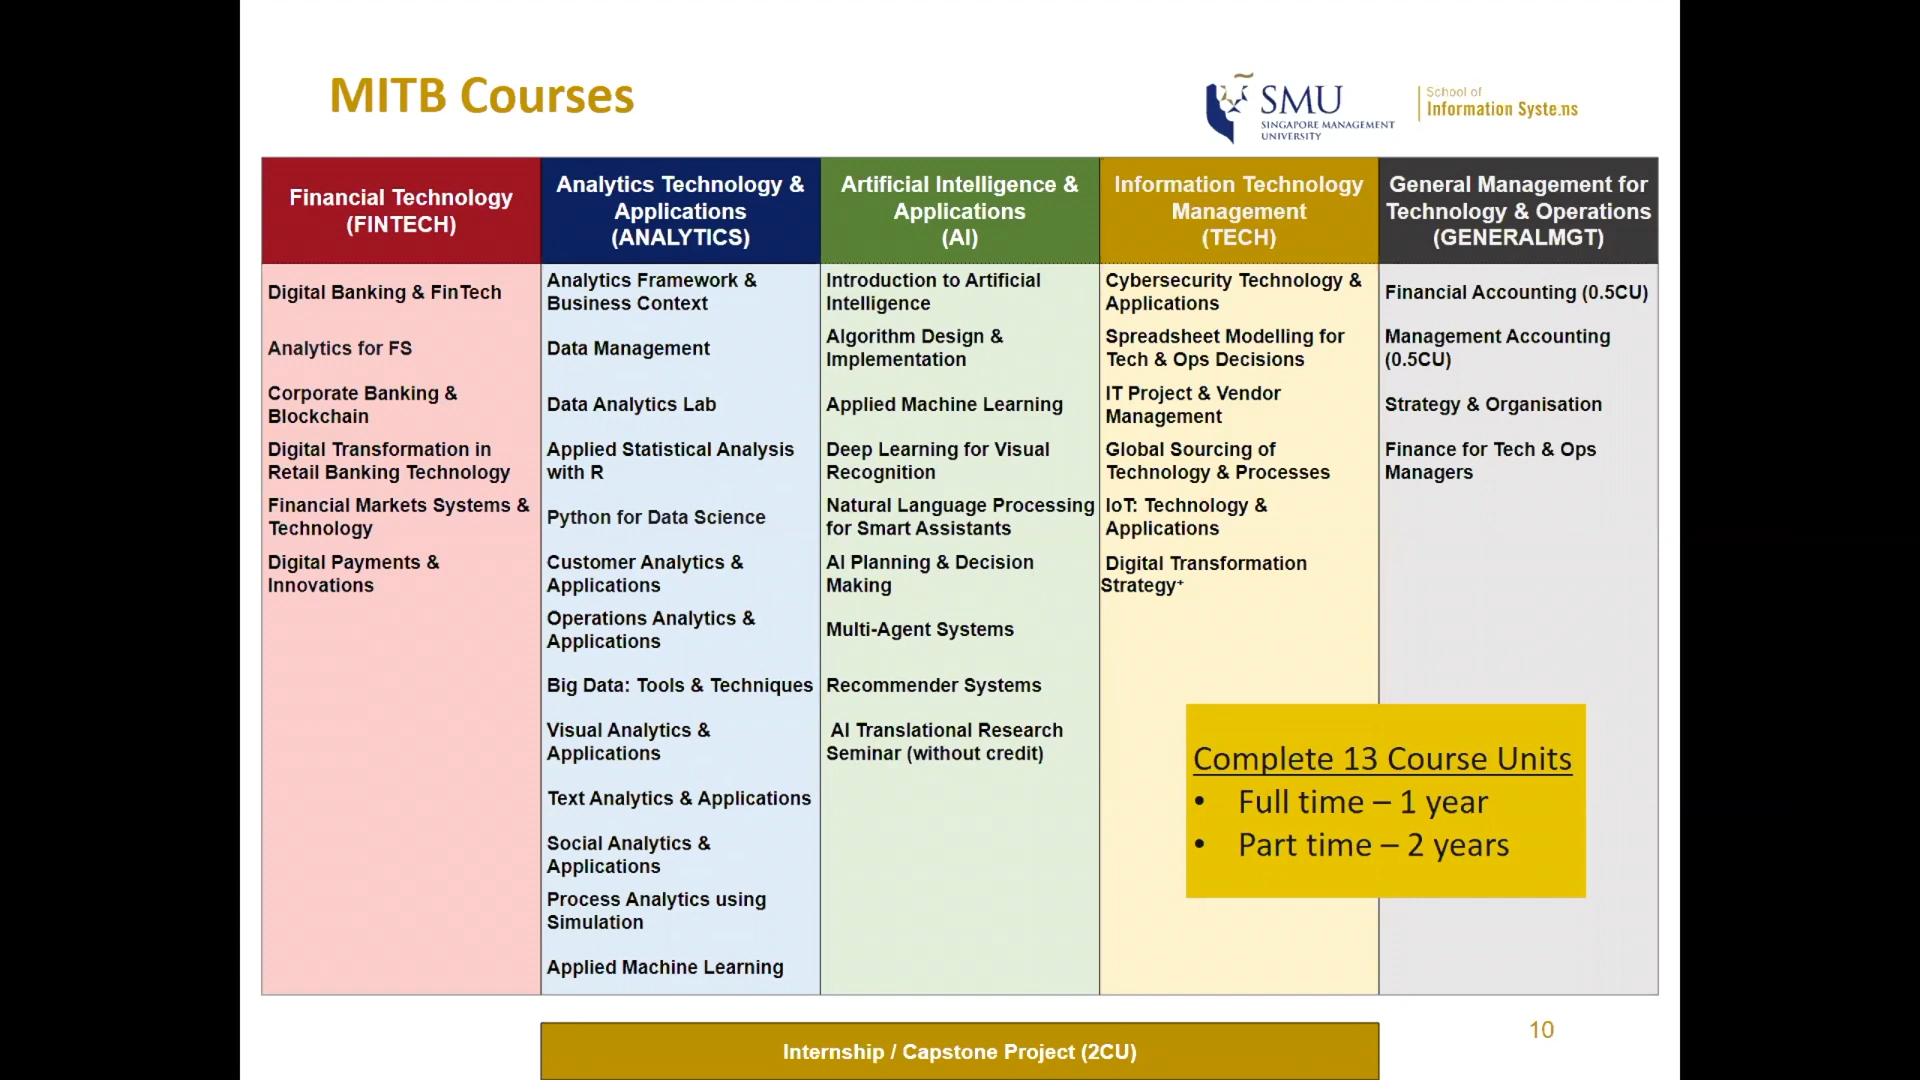 MITB Courses
SMU
SINGAPORE MANAGEMENT
UNIVERSITY
School of
Information Syste.ns
Financial Technology
(FINTECH)
Digital Banking & FinTech
Analytics for FS
Corporate Banking &
Blockchain
Digital Transformation in
Retail Banking Technology
Financial Markets Systems &
Technology
Digital Payments &
Innovations
Analytics Technology &
Applications
(ANALYTICS)
Analytics Framework &
Business Context
Data Management
Data Analytics Lab
Applied Statistical Analysis
with R
Python for Data Science
Customer Analytics &
Applications
Operations Analytics &
Applications
Big Data: Tools & Techniques
Visual Analytics &
Applications
Text Analytics & Applications
Social Analytics &
Applications
Process Analytics using
Simulation
Applied Machine Learning
Artificial Intelligence &
Applications
(AI)
Introduction to Artificial
Intelligence
Algorithm Design &
Implementation
Applied Machine Learning
Deep Learning for Visual
Recognition
Natural Language Processing
for Smart Assistants
AI Planning & Decision
Making
Multi-Agent Systems
Recommender Systems
AI Translational Research
Seminar (without credit)
Information Technology
Management
(TECH)
Cybersecurity Technology &
Applications
Spreadsheet Modelling for
Tech & Ops Decisions
IT Project & Vendor
Management
Global Sourcing of
Technology & Processes
IoT: Technology &
Applications
Digital Transformation
Strategy⁺
General Management for
Technology & Operations
(GENERALMGT)
Financial Accounting (0.5CU)
Management Accounting
(0.5CU)
Strategy & Organisation
Finance for Tech & Ops
Managers
Complete 13 Course Units
• Full time – 1 year
• Part time – 2 years
Internship / Capstone Project (2CU)
10